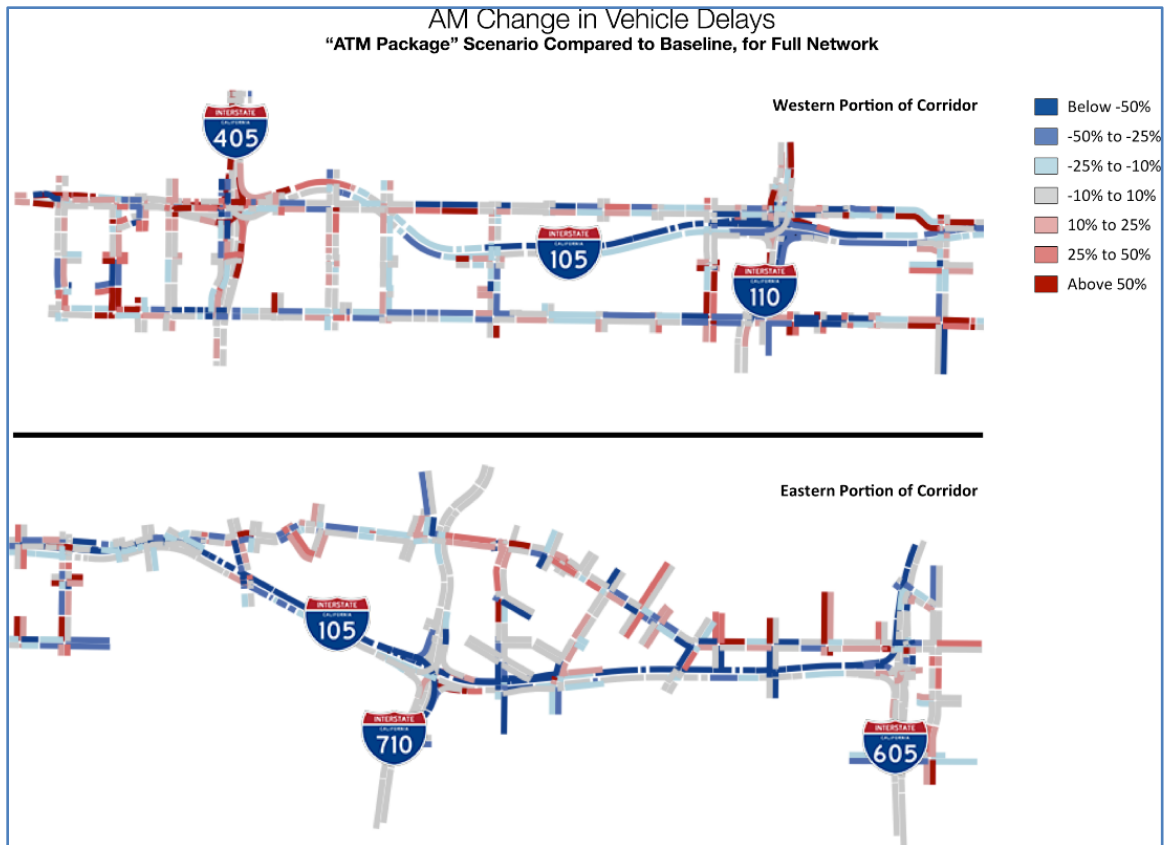 AM Change in Vehicle Delays
“ATM Package” Scenario Compared to Baseline, for Full Network
Western Portion of Corridor
Below -50%
-50% to -25%
-25% to -10%
-10% to 10%
10% to 25%
25% to 50%
Above 50%
INTERSTATE
CALIFORNIA
405
INTERSTATE
CALIFORNIA
105
INTERSTATE
CALIFORNIA
110
Eastern Portion of Corridor
INTERSTATE
CALIFORNIA
105
INTERSTATE
CALIFORNIA
710
INTERSTATE
CALIFORNIA
605